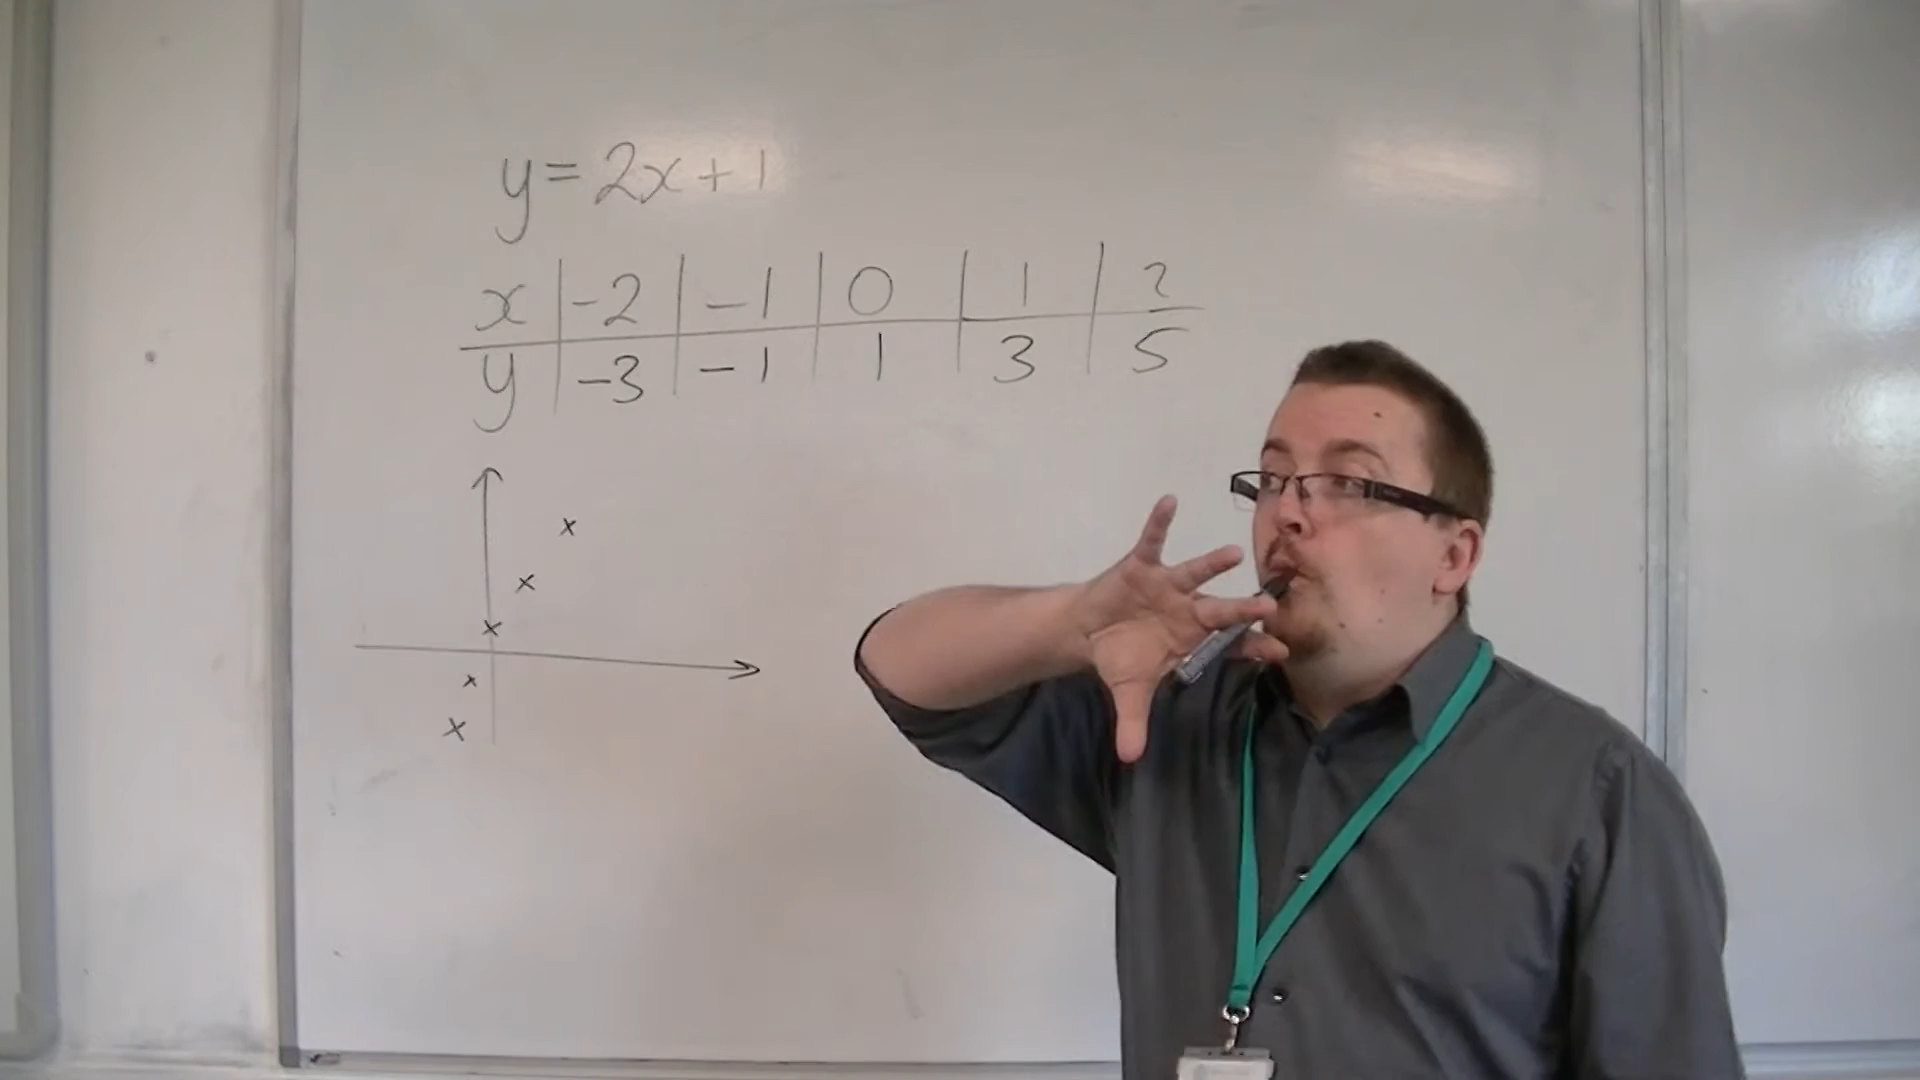 y = 2x + 1
x | -2 | -1 | 0 | 1 | 2
y | -3 | -1 | 1 | 3 | 5